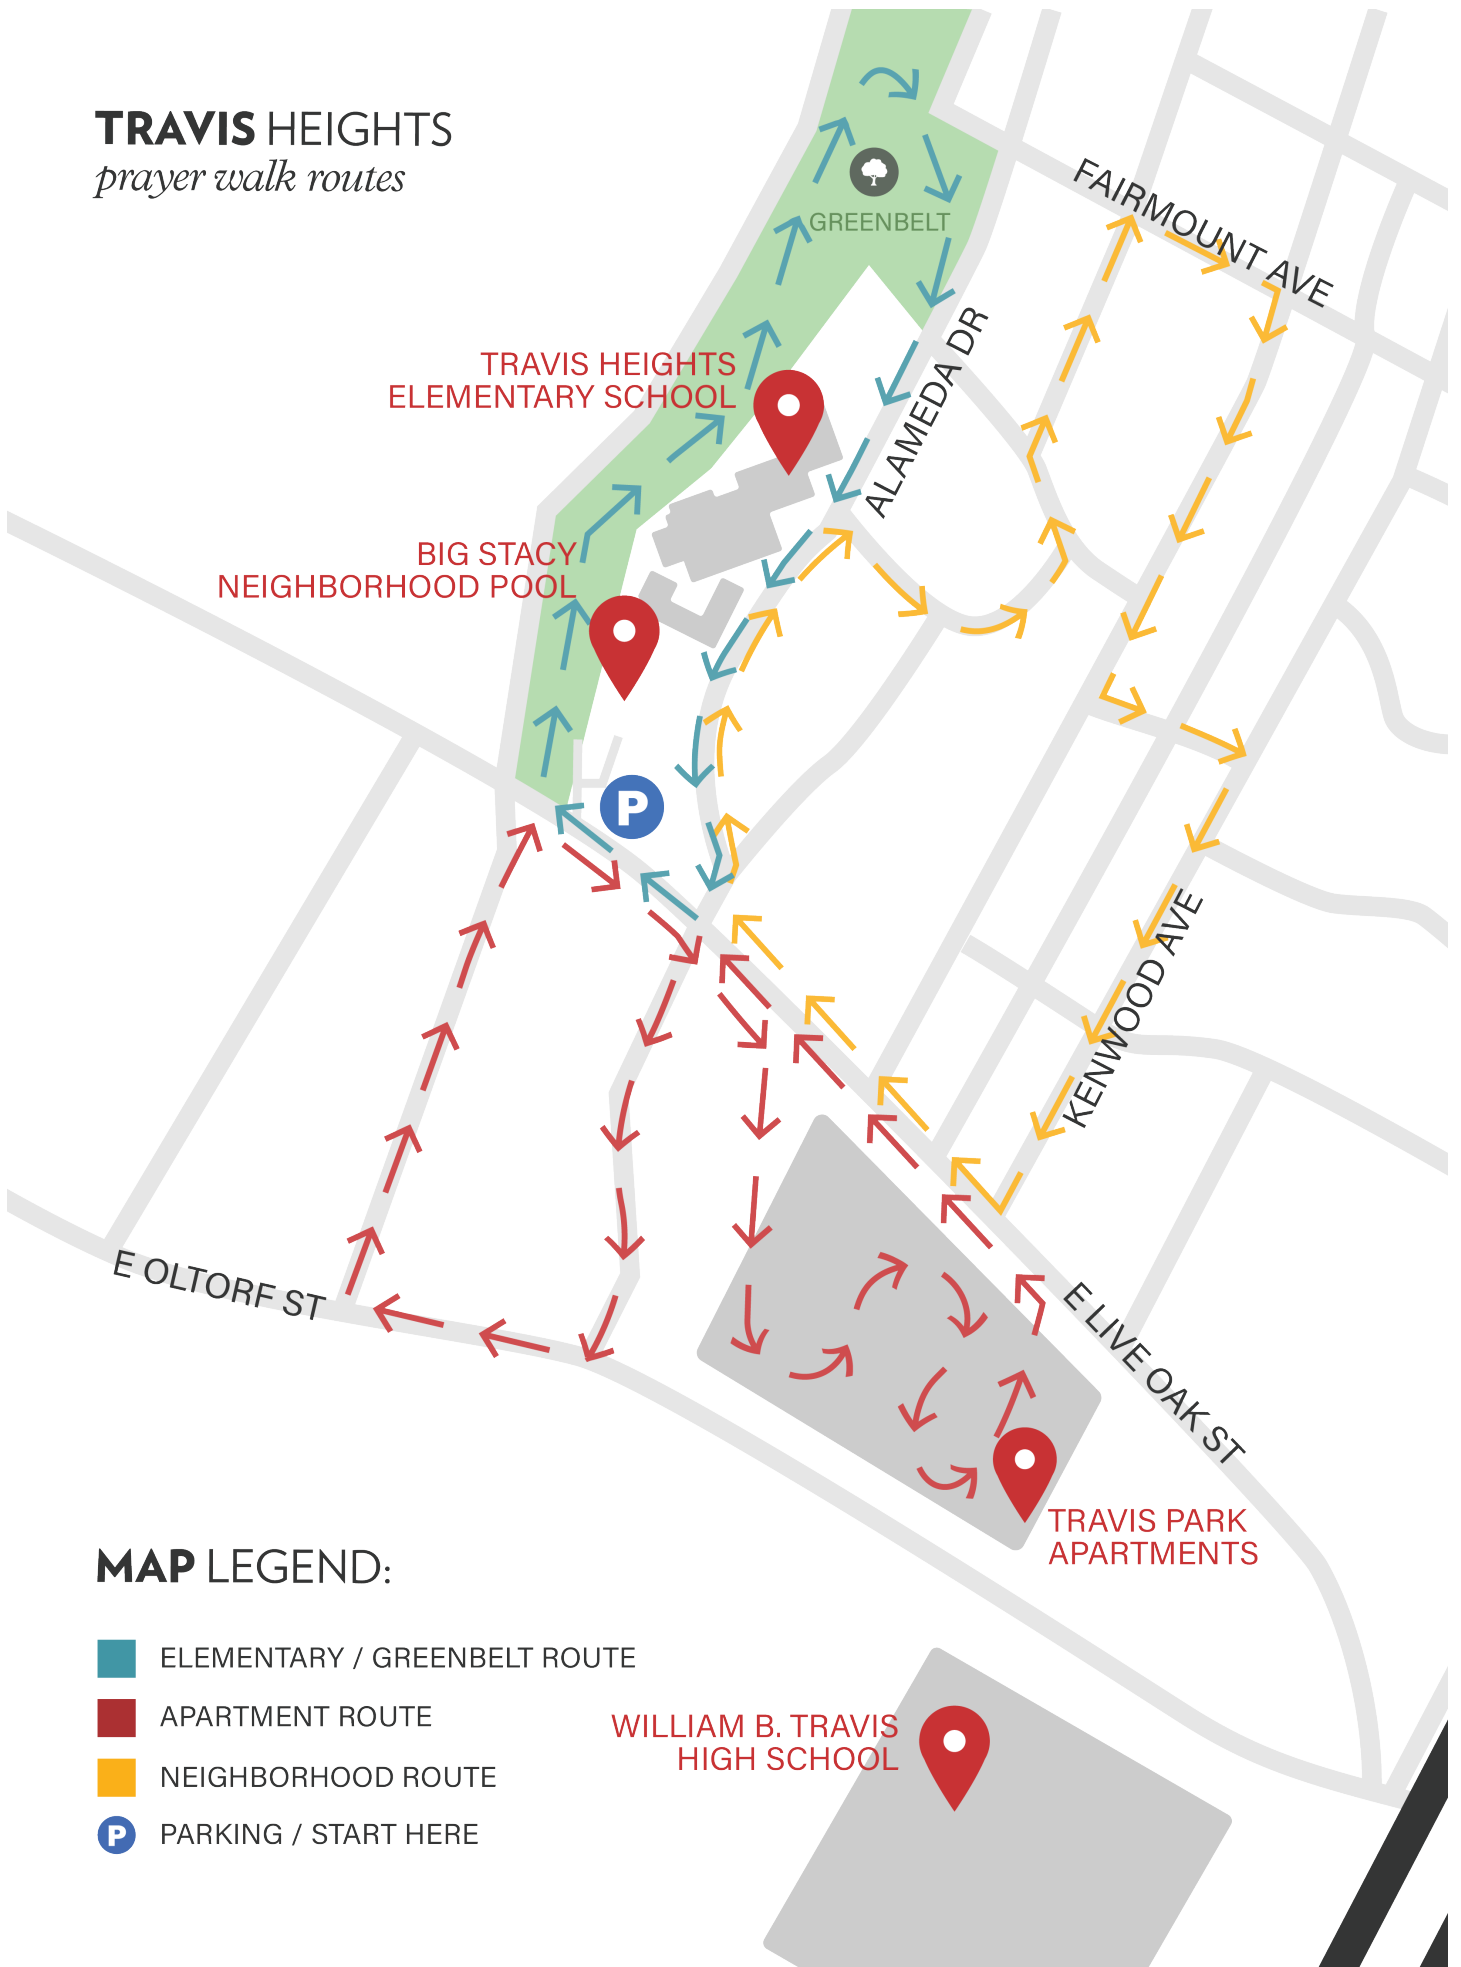 TRAVIS HEIGHTS
prayer walk routes
FAIRMOUNT AVE
GREENBELT
ALAMEDA DR
TRAVIS HEIGHTS
ELEMENTARY SCHOOL
BIG STACY
NEIGHBORHOOD POOL
P
KENWOOD AVE
E OLTORF ST
E LIVE OAK ST
TRAVIS PARK
APARTMENTS
MAP LEGEND:
ELEMENTARY / GREENBELT ROUTE
APARTMENT ROUTE
NEIGHBORHOOD ROUTE
P PARKING / START HERE
WILLIAM B. TRAVIS
HIGH SCHOOL